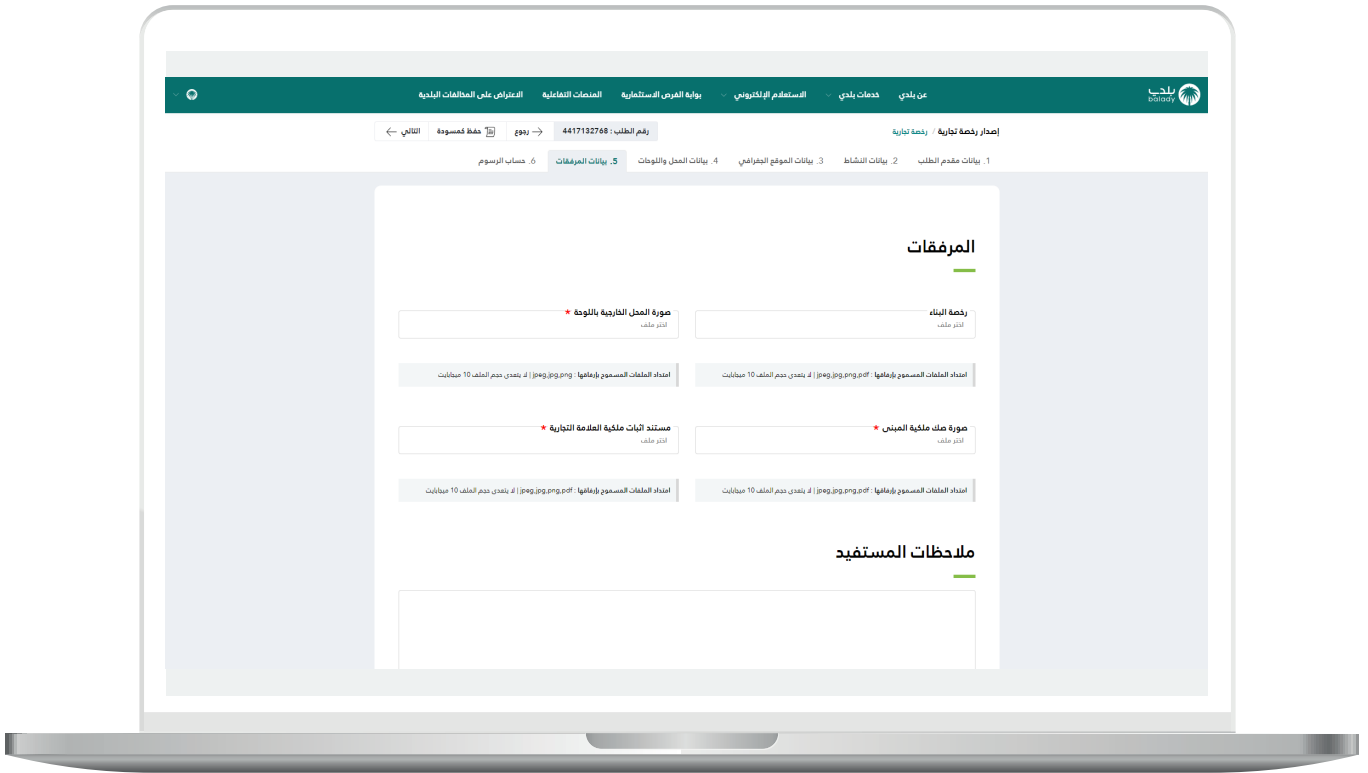 بلدي
balady
عن بلدي
خدمات بلدي
الاستعلام الإلكتروني
بوابة الفرص الاستثمارية
المنصات التفاعلية
الاعتراض على المخالفات البلدية
إصدار رخصة تجارية / رخصة تجارية
رقم الطلب : 4417132768
رجوع
حفظ كمسودة
التالي
1. بيانات مقدم الطلب
2. بيانات النشاط
3. بيانات الموقع الجغرافي
4. بيانات المحل واللوحات
5. بيانات المرفقات
6. حساب الرسوم
المرفقات
رخصة البناء
اختر ملف
صورة المحل الخارجية باللوحة *
اختر ملف
امتداد الملفات المسموح بإرفاقها : jpeg,jpg,png,pdf | لا يتعدى حجم الملف 10 ميجابايت
امتداد الملفات المسموح بإرفاقها : jpeg,jpg,png | لا يتعدى حجم الملف 10 ميجابايت
صورة صك ملكية المبنى *
اختر ملف
مستند اثبات ملكية العلامة التجارية *
اختر ملف
امتداد الملفات المسموح بإرفاقها : jpeg,jpg,png,pdf | لا يتعدى حجم الملف 10 ميجابايت
امتداد الملفات المسموح بإرفاقها : jpeg,jpg,png,pdf | لا يتعدى حجم الملف 10 ميجابايت
ملاحظات المستفيد